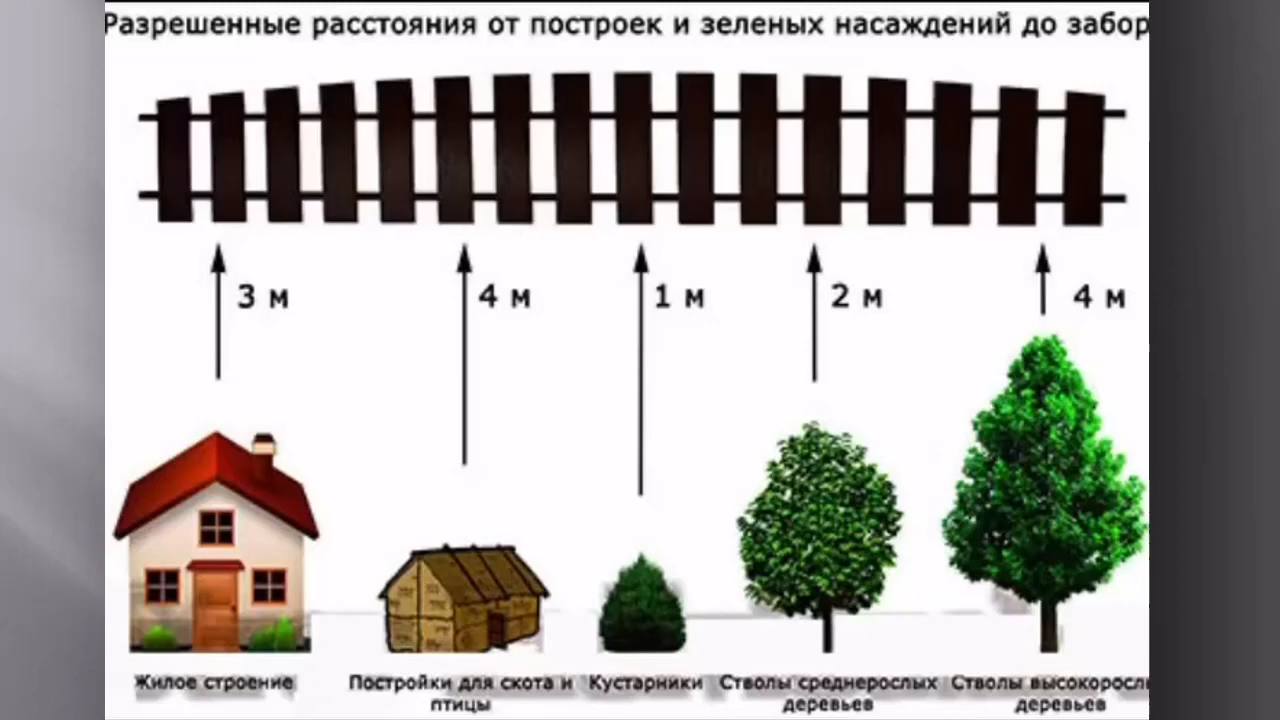 Разрешенные расстояния от построек и зеленых насаждений до забор
3 м
4 м
1 м
2 м
4 м
Жилое строение
Постройки для скота и
птицы
Кустарники
Стволы среднерослых
деревьев
Стволы высокоросл
деревьев